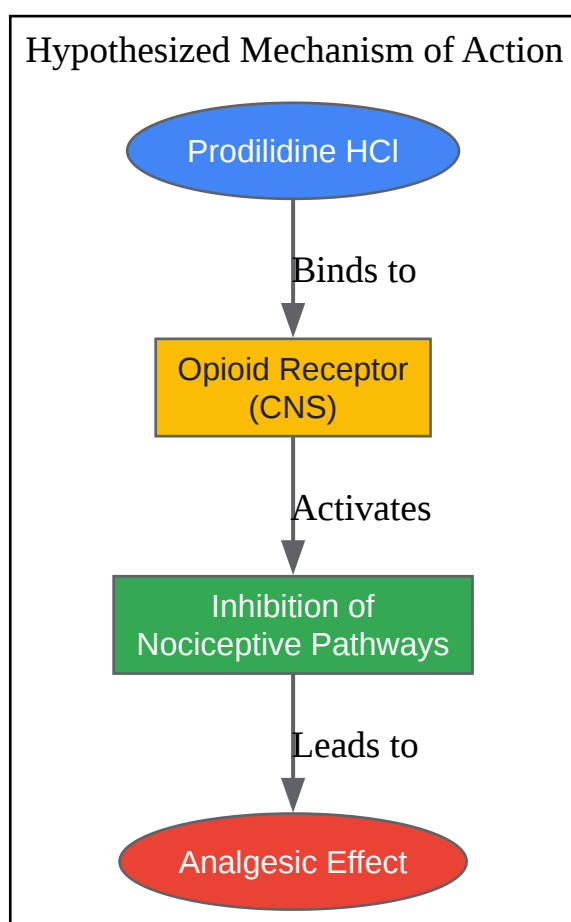 Hypothesized Mechanism of Action
Prodilidine HCl
Binds to
Opioid Receptor
(CNS)
Activates
Inhibition of
Nociceptive Pathways
Leads to
Analgesic Effect